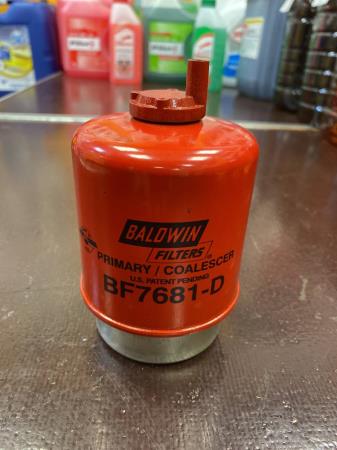 BALDWIN
FILTERS®
PRIMARY / COALESCER
U.S. PATENT PENDING
BF7681-D